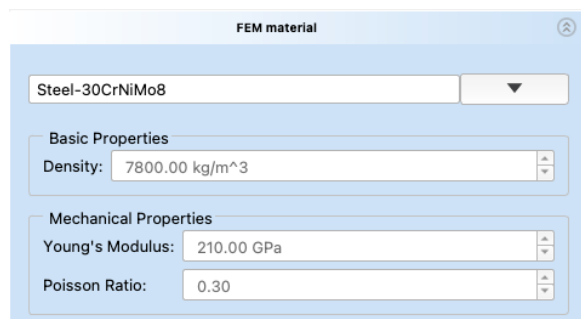 FEM material
Steel-30CrNiMo8
Basic Properties
Density: 7800.00 kg/m^3
Mechanical Properties
Young's Modulus: 210.00 GPa
Poisson Ratio: 0.30